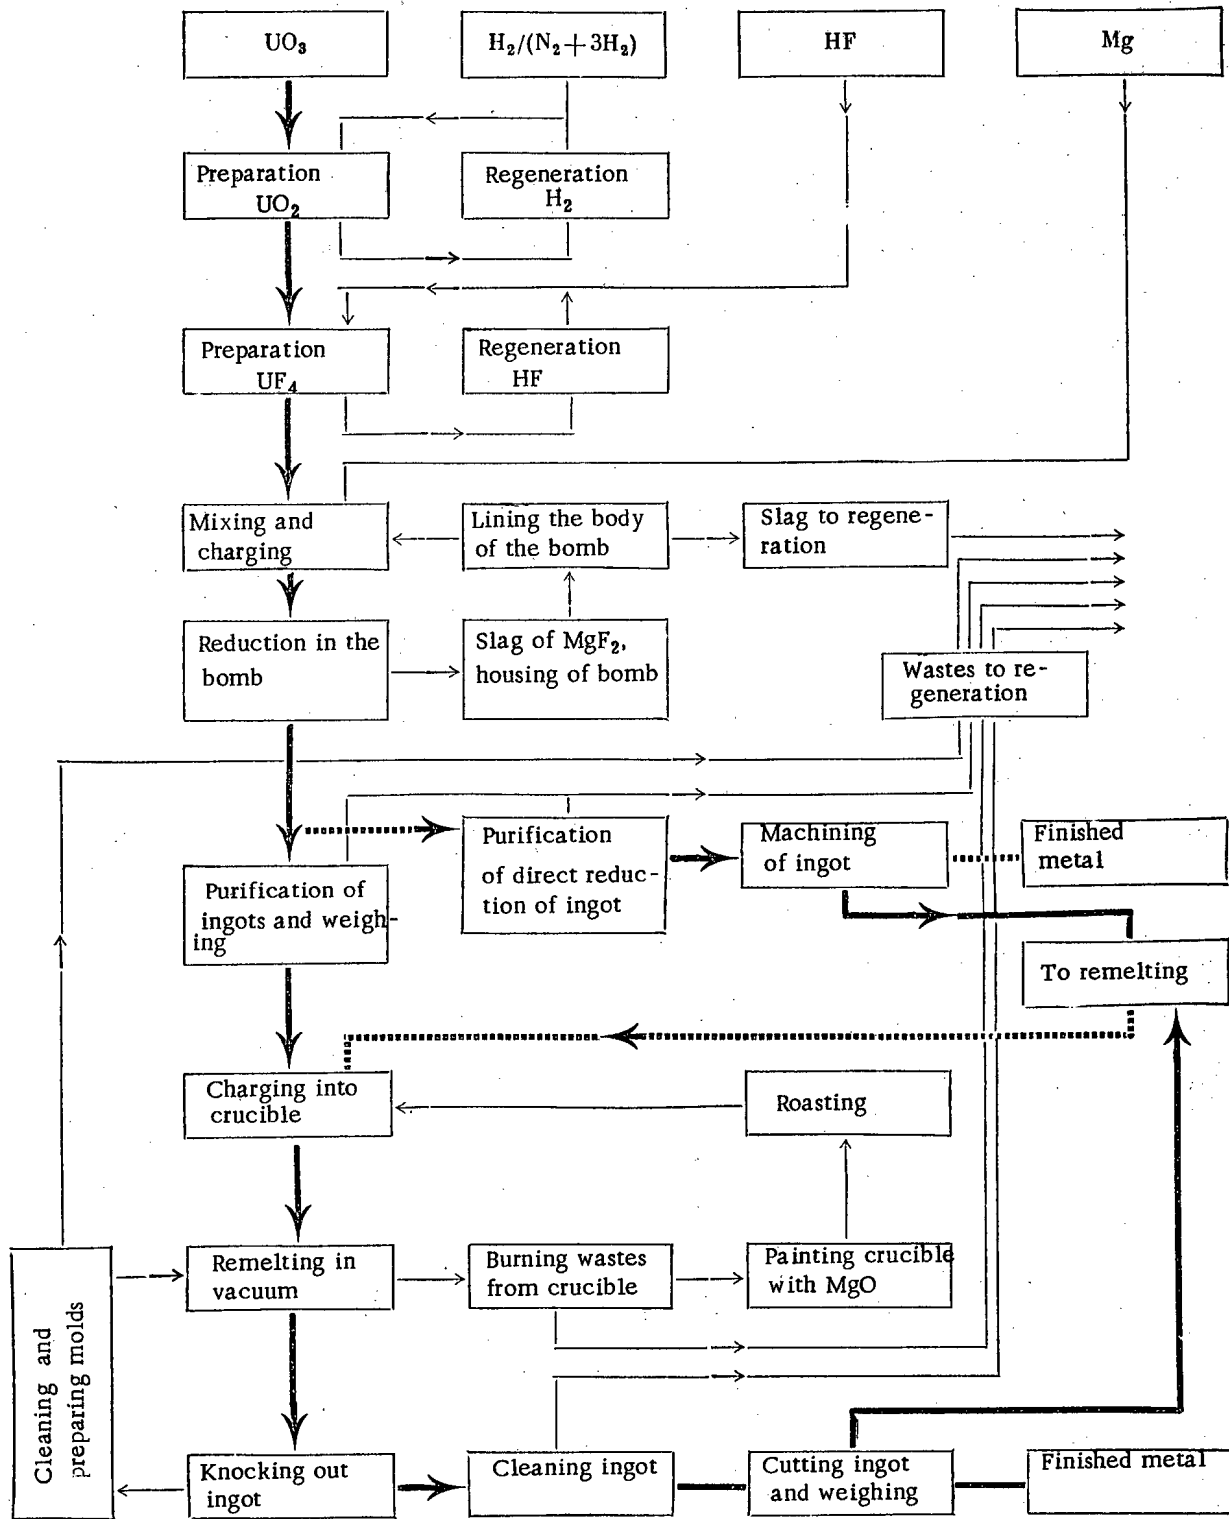 UO₃
H₂/(N₂+3H₂)
HF
Mg
Preparation
UO₂
Regeneration
H₂
Preparation
UF₄
Regeneration
HF
Mixing and
charging
Lining the body
of the bomb
Slag to regene-
ration
Reduction in the
bomb
Slag of MgF₂,
housing of bomb
Wastes to re-
generation
Purification of
ingots and weigh-
ing
Purification
of direct reduc-
tion of ingot
Machining
of ingot
Finished
metal
To remelting
Charging into
crucible
Roasting
Cleaning and
preparing molds
Remelting in
vacuum
Burning wastes
from crucible
Painting crucible
with MgO
Knocking out
ingot
Cleaning ingot
Cutting ingot
and weighing
Finished metal